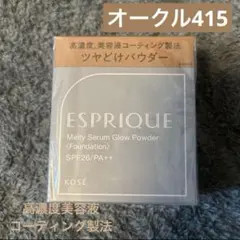 オークル415
高濃度、美容液コーティング製法
ツヤどけパウダー
ESPRIQUE
Melty Serum Glow Powder
(Foundation)
SPF26/PA++
KOSÉ
高濃度美容液
コーティング製法